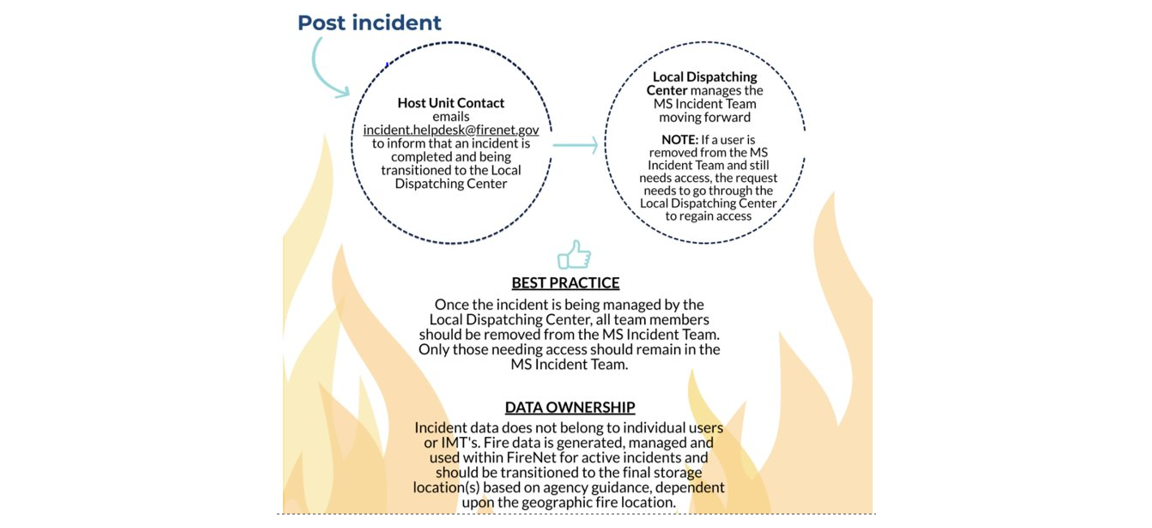 Post incident
Host Unit Contact
emails
incident.helpdesk@firenet.gov
to inform that an incident is
completed and being
transitioned to the Local
Dispatching Center
Local Dispatching
Center manages the
MS Incident Team
moving forward
NOTE: If a user is
removed from the MS
Incident Team and still
needs access, the request
needs to go through the
Local Dispatching Center
to regain access
BEST PRACTICE
Once the incident is being managed by the
Local Dispatching Center, all team members
should be removed from the MS Incident Team.
Only those needing access should remain in the
MS Incident Team.
DATA OWNERSHIP
Incident data does not belong to individual users
or IMT's. Fire data is generated, managed and
used within FireNet for active incidents and
should be transitioned to the final storage
location(s) based on agency guidance, dependent
upon the geographic fire location.